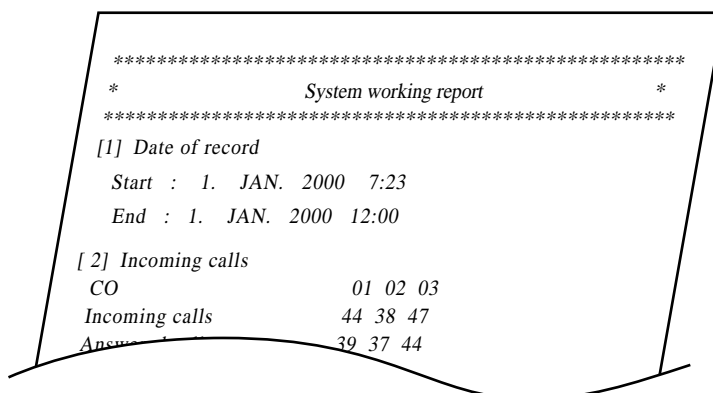 *****************************************************
* System working report *
*****************************************************
[1] Date of record
Start : 1. JAN. 2000 7:23
End : 1. JAN. 2000 12:00
[ 2] Incoming calls
CO 01 02 03
Incoming calls 44 38 47
39 37 44